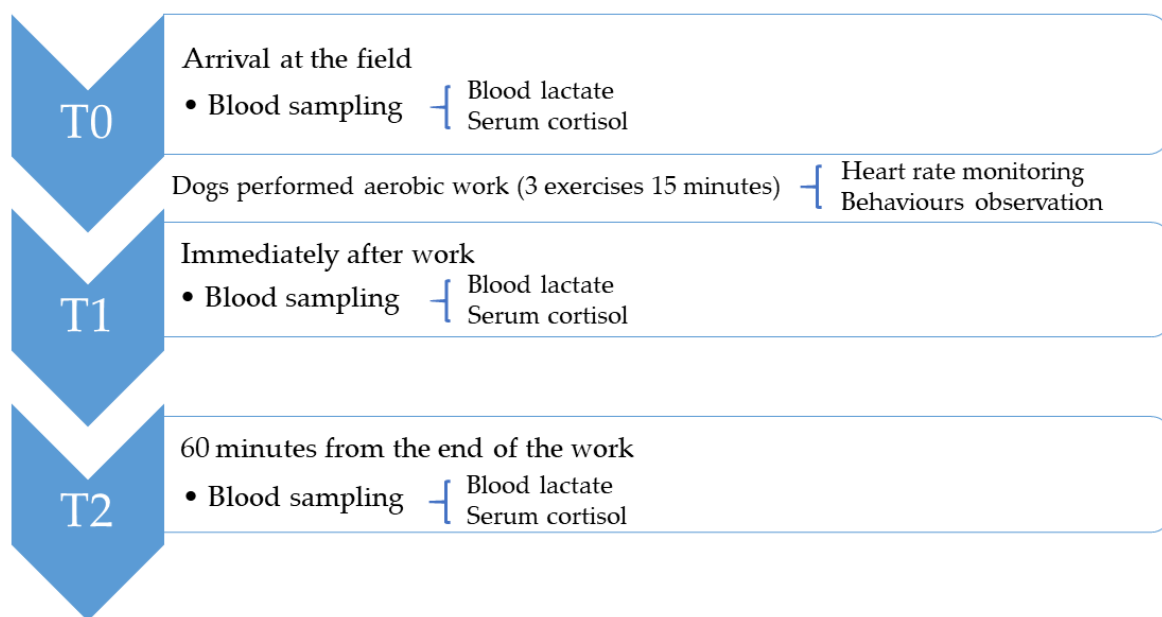 T0
Arrival at the field
• Blood sampling
Blood lactate
Serum cortisol
Dogs performed aerobic work (3 exercises 15 minutes)
Heart rate monitoring
Behaviours observation
T1
Immediately after work
• Blood sampling
Blood lactate
Serum cortisol
T2
60 minutes from the end of the work
• Blood sampling
Blood lactate
Serum cortisol